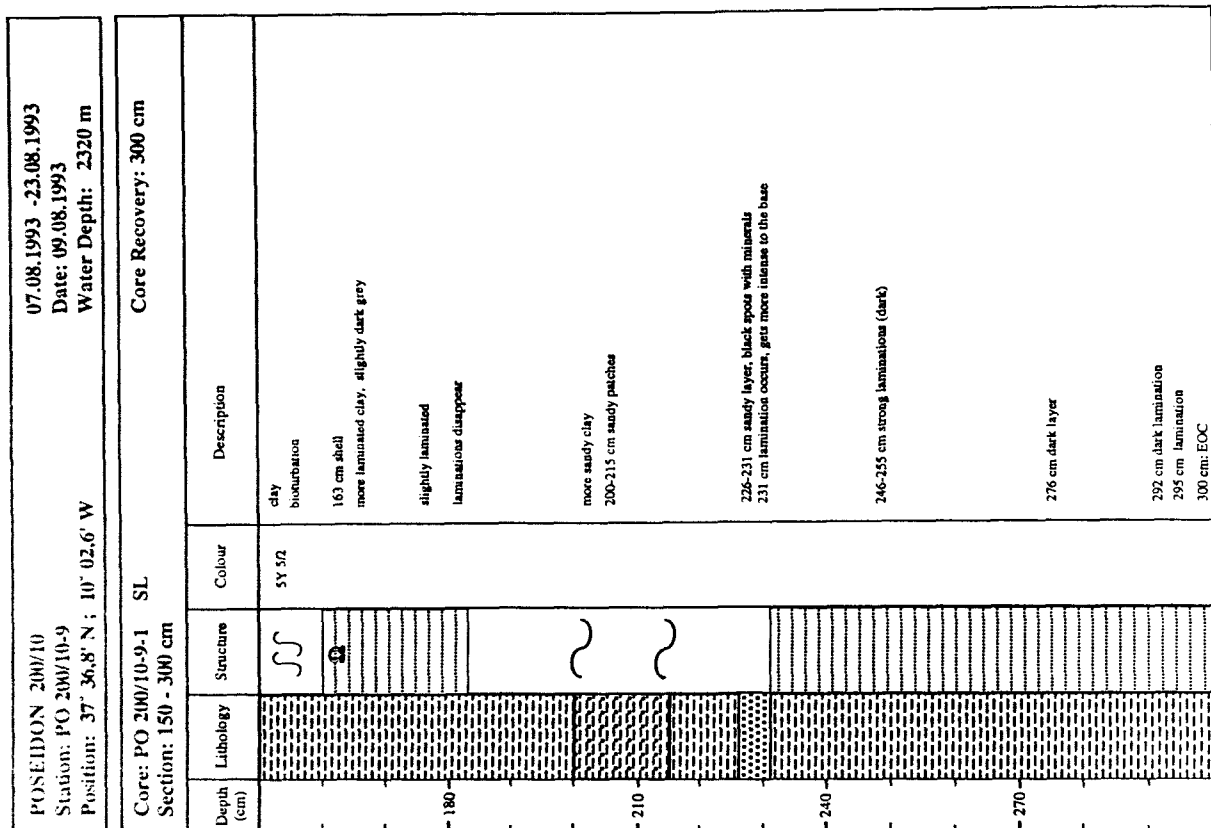 POSEIDON 200/10 07.08.1993 -23.08.1993
Station: PO 200/10-9 Date: 09.08.1993
Position: 37° 36,8' N ; 10° 02,6' W Water Depth: 2320 m
Core: PO 200/10-9-1 SL Core Recovery: 300 cm
Section: 150 - 300 cm
Depth (cm) Lithology Structure Colour Description
5Y 5/2 clay
bioturbation
163 cm shell
more laminated clay, slightly dark grey
slightly laminated
180 laminations disappear
more sandy clay
200-215 cm sandy patches
210
226-231 cm sandy layer, black spots with minerals
231 cm lamination occurs, gets more intense to the base
240
246-255 cm strong laminations (dark)
270
276 cm dark layer
292 cm dark lamination
295 cm lamination
300 cm: EOC